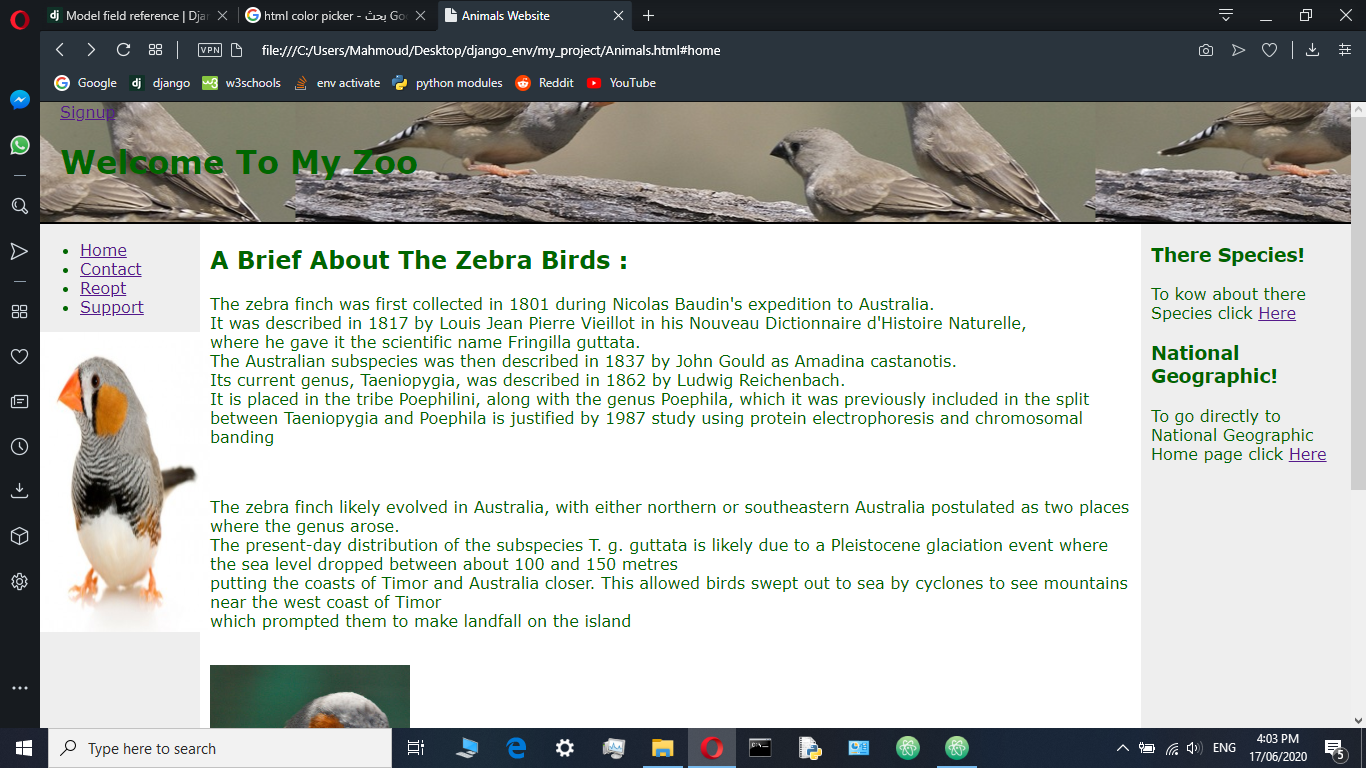 Model field reference | Djan
html color picker - بحث Goo
Animals Website
VPN
file:///C:/Users/Mahmoud/Desktop/django_env/my_project/Animals.html#home
Google
dj
django
w3schools
env activate
python modules
Reddit
YouTube
Signup
Welcome To My Zoo
Home
Contact
Reopt
Support
A Brief About The Zebra Birds :
The zebra finch was first collected in 1801 during Nicolas Baudin's expedition to Australia.
It was described in 1817 by Louis Jean Pierre Vieillot in his Nouveau Dictionnaire d'Histoire Naturelle,
where he gave it the scientific name Fringilla guttata.
The Australian subspecies was then described in 1837 by John Gould as Amadina castanotis.
Its current genus, Taeniopygia, was described in 1862 by Ludwig Reichenbach.
It is placed in the tribe Poephilini, along with the genus Poephila, which it was previously included in the split
between Taeniopygia and Poephila is justified by 1987 study using protein electrophoresis and chromosomal
banding
The zebra finch likely evolved in Australia, with either northern or southeastern Australia postulated as two places
where the genus arose.
The present-day distribution of the subspecies T. g. guttata is likely due to a Pleistocene glaciation event where
the sea level dropped between about 100 and 150 metres
putting the coasts of Timor and Australia closer. This allowed birds swept out to sea by cyclones to see mountains
near the west coast of Timor
which prompted them to make landfall on the island
There Species!
To kow about there
Species click Here
National
Geographic!
To go directly to
National Geographic
Home page click Here
Type here to search
ENG
4:03 PM
17/06/2020
5